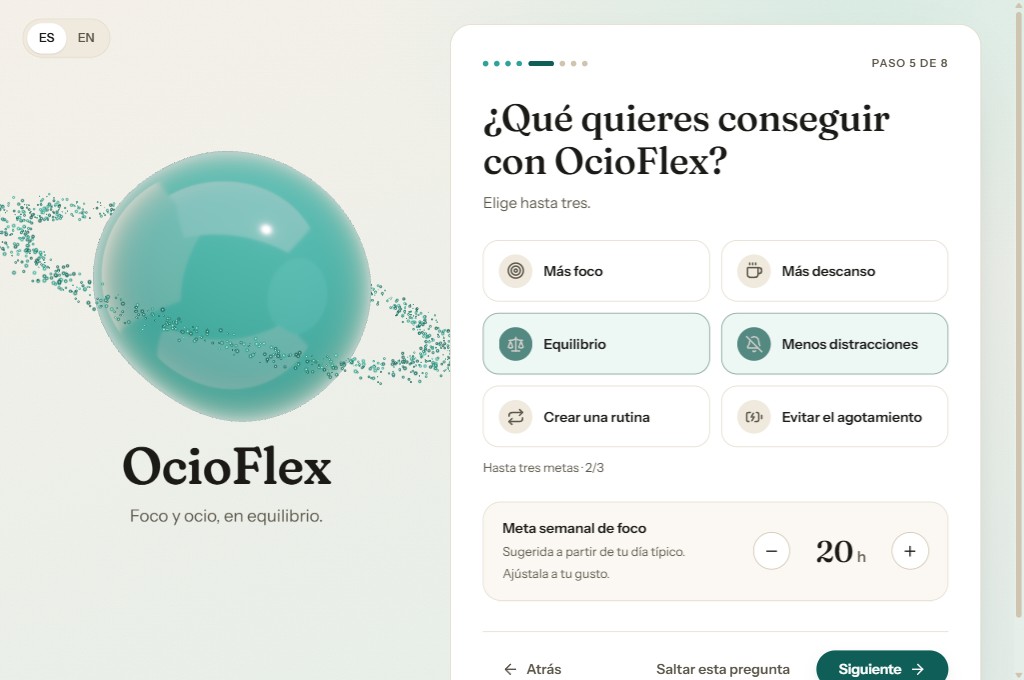 ES EN
PASO 5 DE 8
¿Qué quieres conseguir
con OcioFlex?
Elige hasta tres.
Más foco
Más descanso
Equilibrio
Menos distracciones
Crear una rutina
Evitar el agotamiento
Hasta tres metas · 2/3
Meta semanal de foco
Sugerida a partir de tu día típico.
Ajústala a tu gusto.
20 h
Atrás
Saltar esta pregunta
Siguiente
OcioFlex
Foco y ocio, en equilibrio.